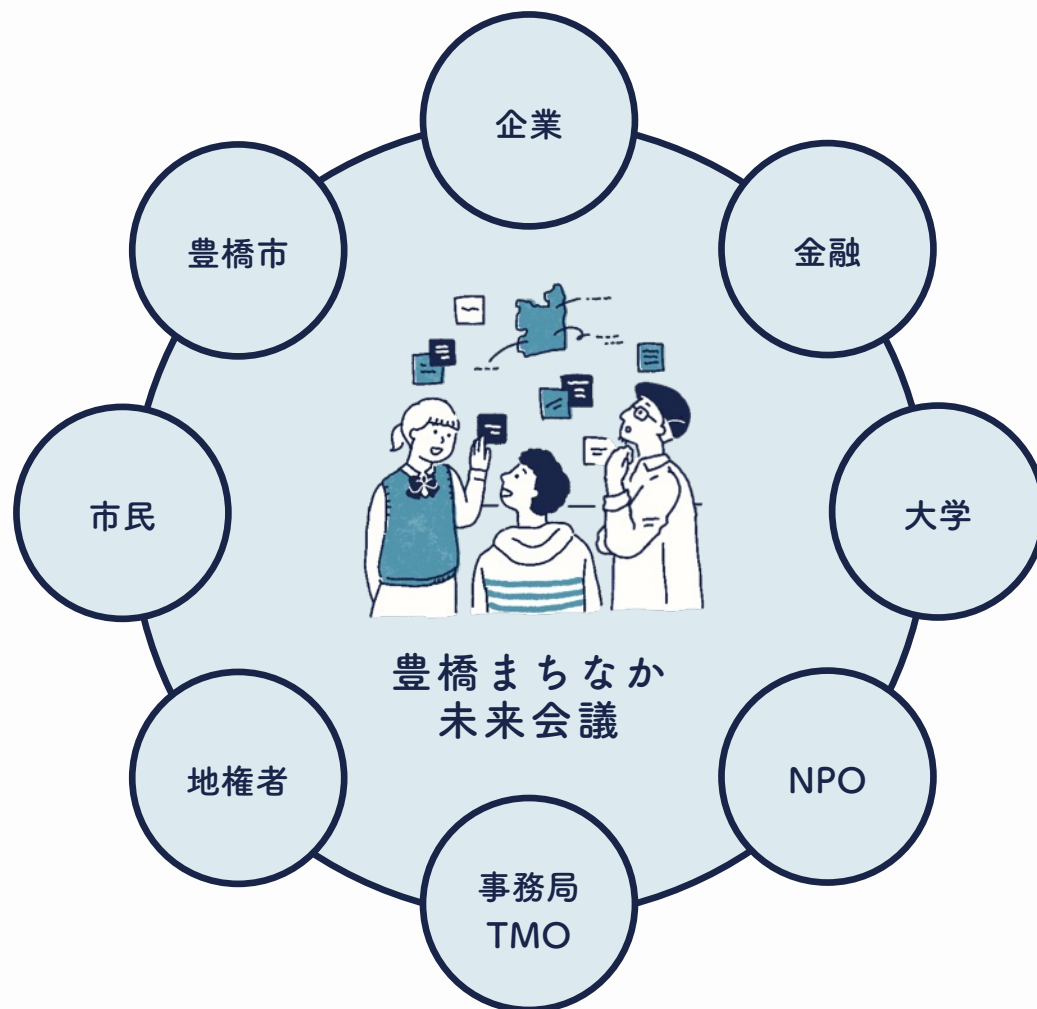 企業
豊橋市
金融
市民
大学
豊橋まちなか
未来会議
地権者
NPO
事務局
TMO